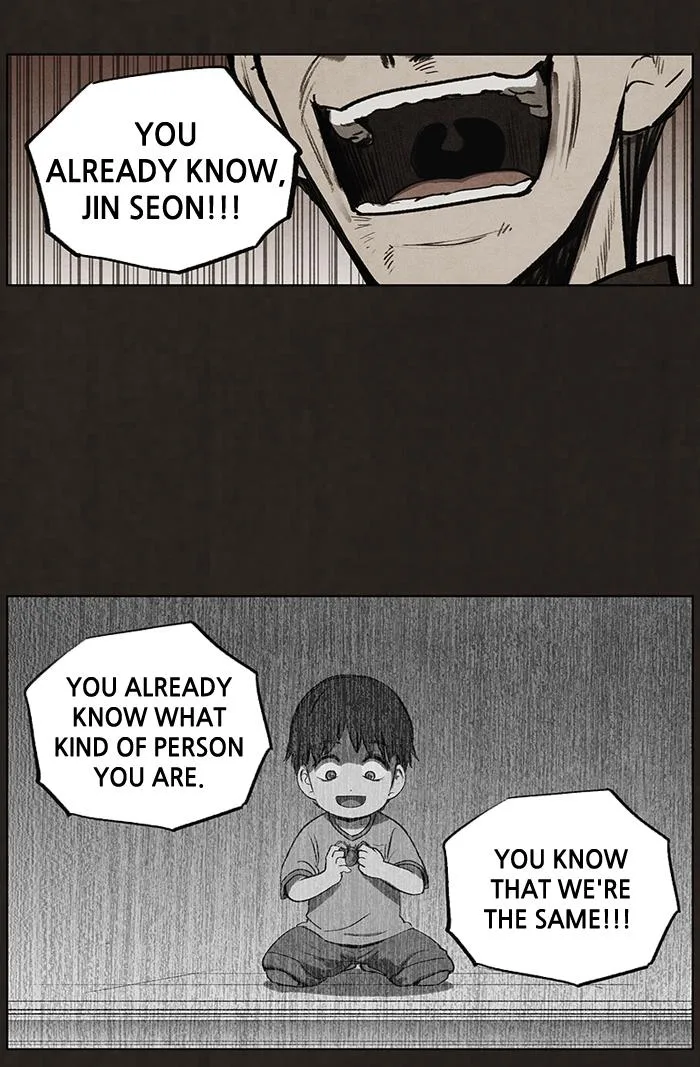 YOU
ALREADY KNOW,
JIN SEON!!!
YOU ALREADY
KNOW WHAT
KIND OF PERSON
YOU ARE.
YOU KNOW
THAT WE'RE
THE SAME!!!